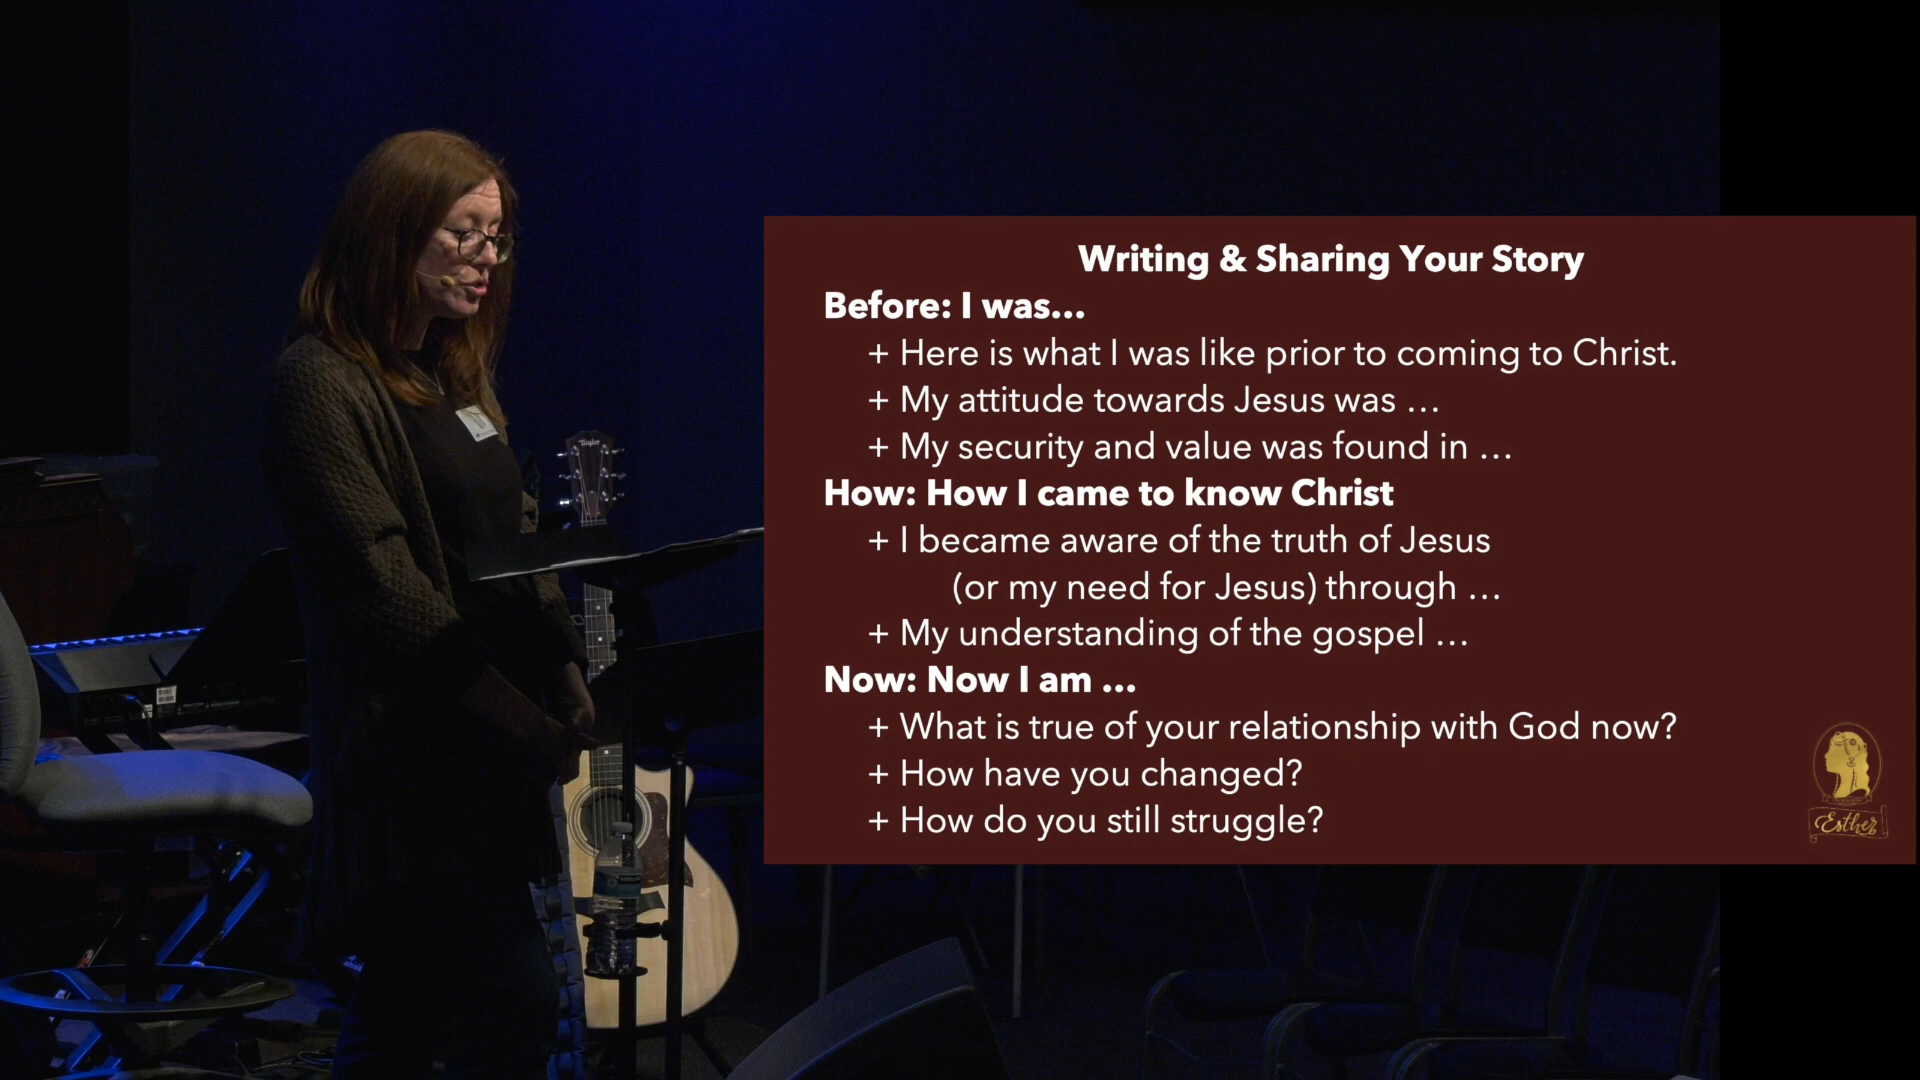 Writing & Sharing Your Story
Before: I was...
+ Here is what I was like prior to coming to Christ.
+ My attitude towards Jesus was ...
+ My security and value was found in ...
How: How I came to know Christ
+ I became aware of the truth of Jesus
(or my need for Jesus) through ...
+ My understanding of the gospel ...
Now: Now I am ...
+ What is true of your relationship with God now?
+ How have you changed?
+ How do you still struggle?
Esther
Taylor